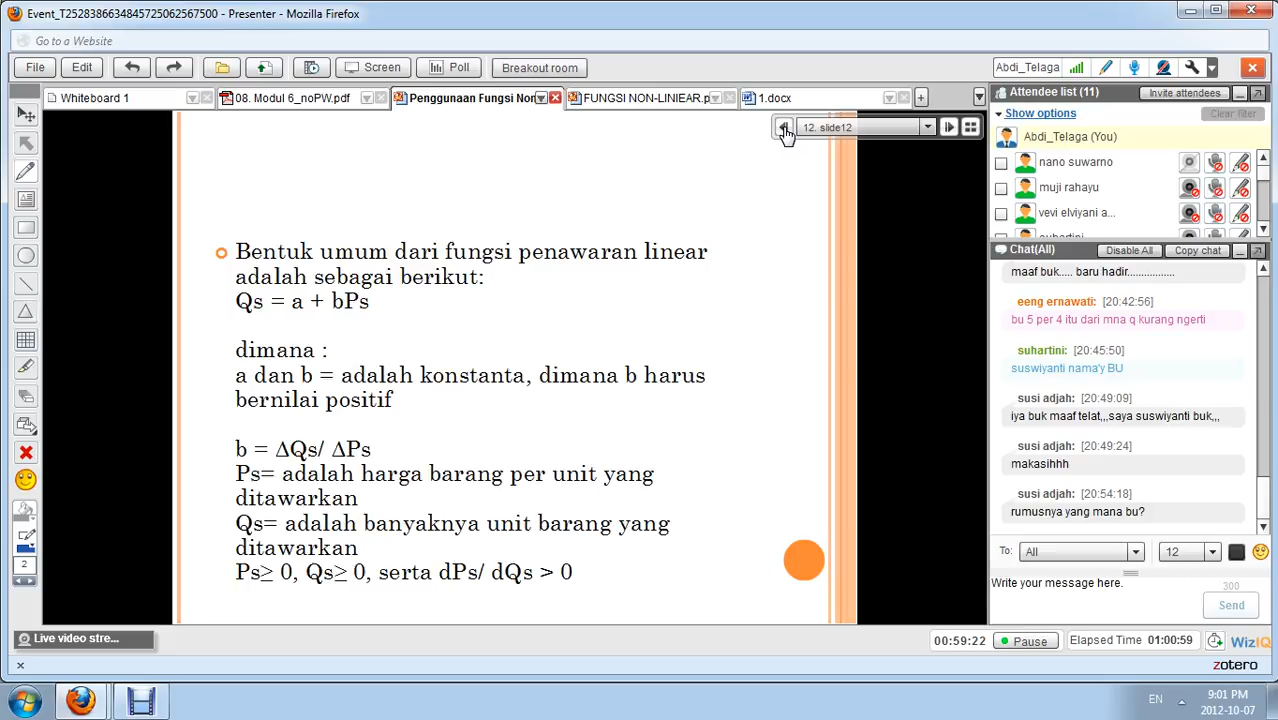 Event_T2528386634845725062567500 - Presenter - Mozilla Firefox
Go to a Website
File
Edit
Screen
Poll
Breakout room
Abdi_Telaga
Whiteboard 1
08. Modul 6_noPW.pdf
Penggunaan Fungsi Non
FUNGSI NON-LINIEAR.p
1.docx
12. slide12
Bentuk umum dari fungsi penawaran linear
adalah sebagai berikut:
Qs = a + bPs
dimana :
a dan b = adalah konstanta, dimana b harus
bernilai positif
b = ΔQs/ ΔPs
Ps= adalah harga barang per unit yang
ditawarkan
Qs= adalah banyaknya unit barang yang
ditawarkan
Ps≥ 0, Qs≥ 0, serta dPs/ dQs > 0
Attendee list (11)
Invite attendees
Show options
Clear filter
Abdi_Telaga (You)
nano suwarno
muji rahayu
vevi elviyani a...
Chat(All)
Disable All
Copy chat
maaf buk..... baru hadir................
eeng ernawati: [20:42:56]
bu 5 per 4 itu dari mna q kurang ngerti
suhartini: [20:45:50]
suswiyanti nama'y BU
susi adjah: [20:49:09]
iya buk maaf telat,,,saya suswiyanti buk,,,
susi adjah: [20:49:24]
makasihhh
susi adjah: [20:54:18]
rumusnya yang mana bu?
To:
All
12
Write your message here.
300
Send
2
Live video stre...
00:59:22
Pause
Elapsed Time 01:00:59
WizIQ
zotero
EN
9:01 PM
2012-10-07